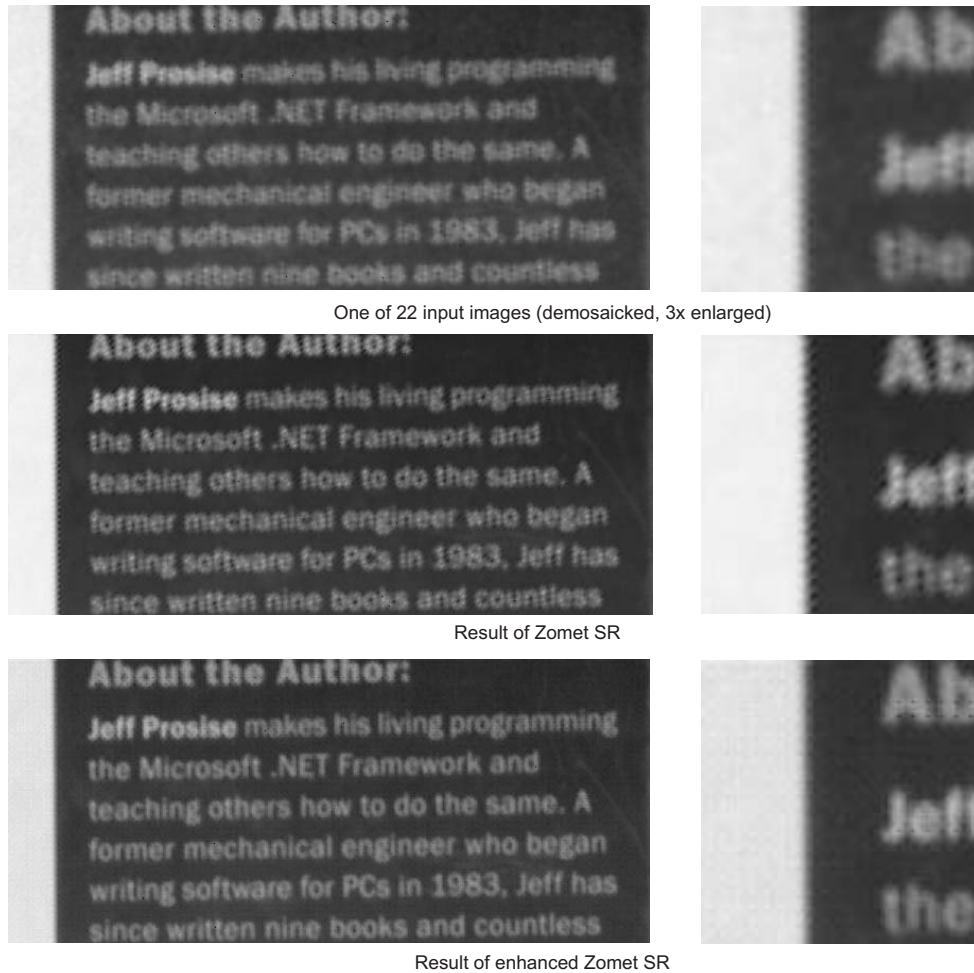 About the Author:
Jeff Prosise makes his living programming
the Microsoft .NET Framework and
teaching others how to do the same. A
former mechanical engineer who began
writing software for PCs in 1983, Jeff has
since written nine books and countless
Ab
Jeff
the
One of 22 input images (demosaicked, 3x enlarged)
About the Author:
Jeff Prosise makes his living programming
the Microsoft .NET Framework and
teaching others how to do the same. A
former mechanical engineer who began
writing software for PCs in 1983, Jeff has
since written nine books and countless
Ab
Jeff
the
Result of Zomet SR
About the Author:
Jeff Prosise makes his living programming
the Microsoft .NET Framework and
teaching others how to do the same. A
former mechanical engineer who began
writing software for PCs in 1983, Jeff has
since written nine books and countless
Ab
Jeff
the
Result of enhanced Zomet SR